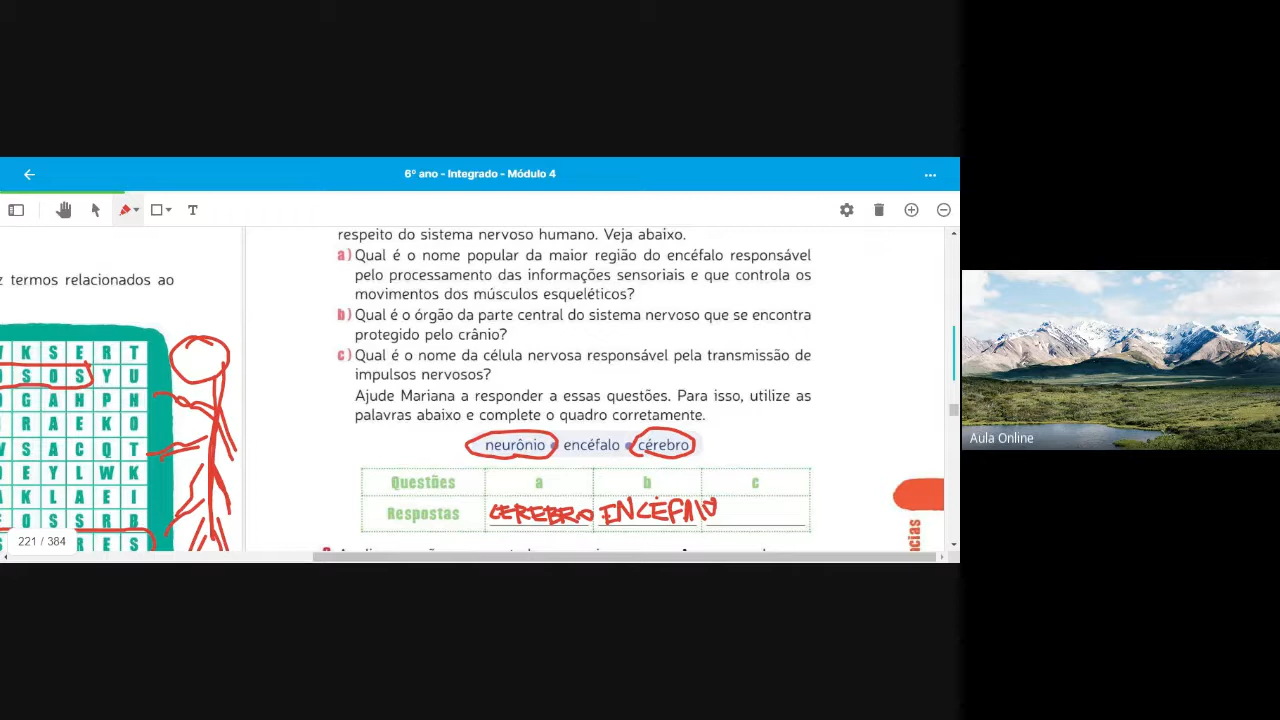 6º ano - Integrado - Módulo 4
T
respeito do sistema nervoso humano. Veja abaixo.
a) Qual é o nome popular da maior região do encéfalo responsável
pelo processamento das informações sensoriais e que controla os
movimentos dos músculos esqueléticos?
b) Qual é o órgão da parte central do sistema nervoso que se encontra
protegido pelo crânio?
c) Qual é o nome da célula nervosa responsável pela transmissão de
impulsos nervosos?
Ajude Mariana a responder a essas questões. Para isso, utilize as
palavras abaixo e complete o quadro corretamente.
neurônio • encéfalo • cérebro
Questões a b c
Respostas CEREBRO ENCÉFALO
termos relacionados ao
K S E R T
S O S Y U
G A H P N
R A E K O
S A C Q T
E Y L W K
K L A E I
O S S R B
R E S
221 / 384
Aula Online